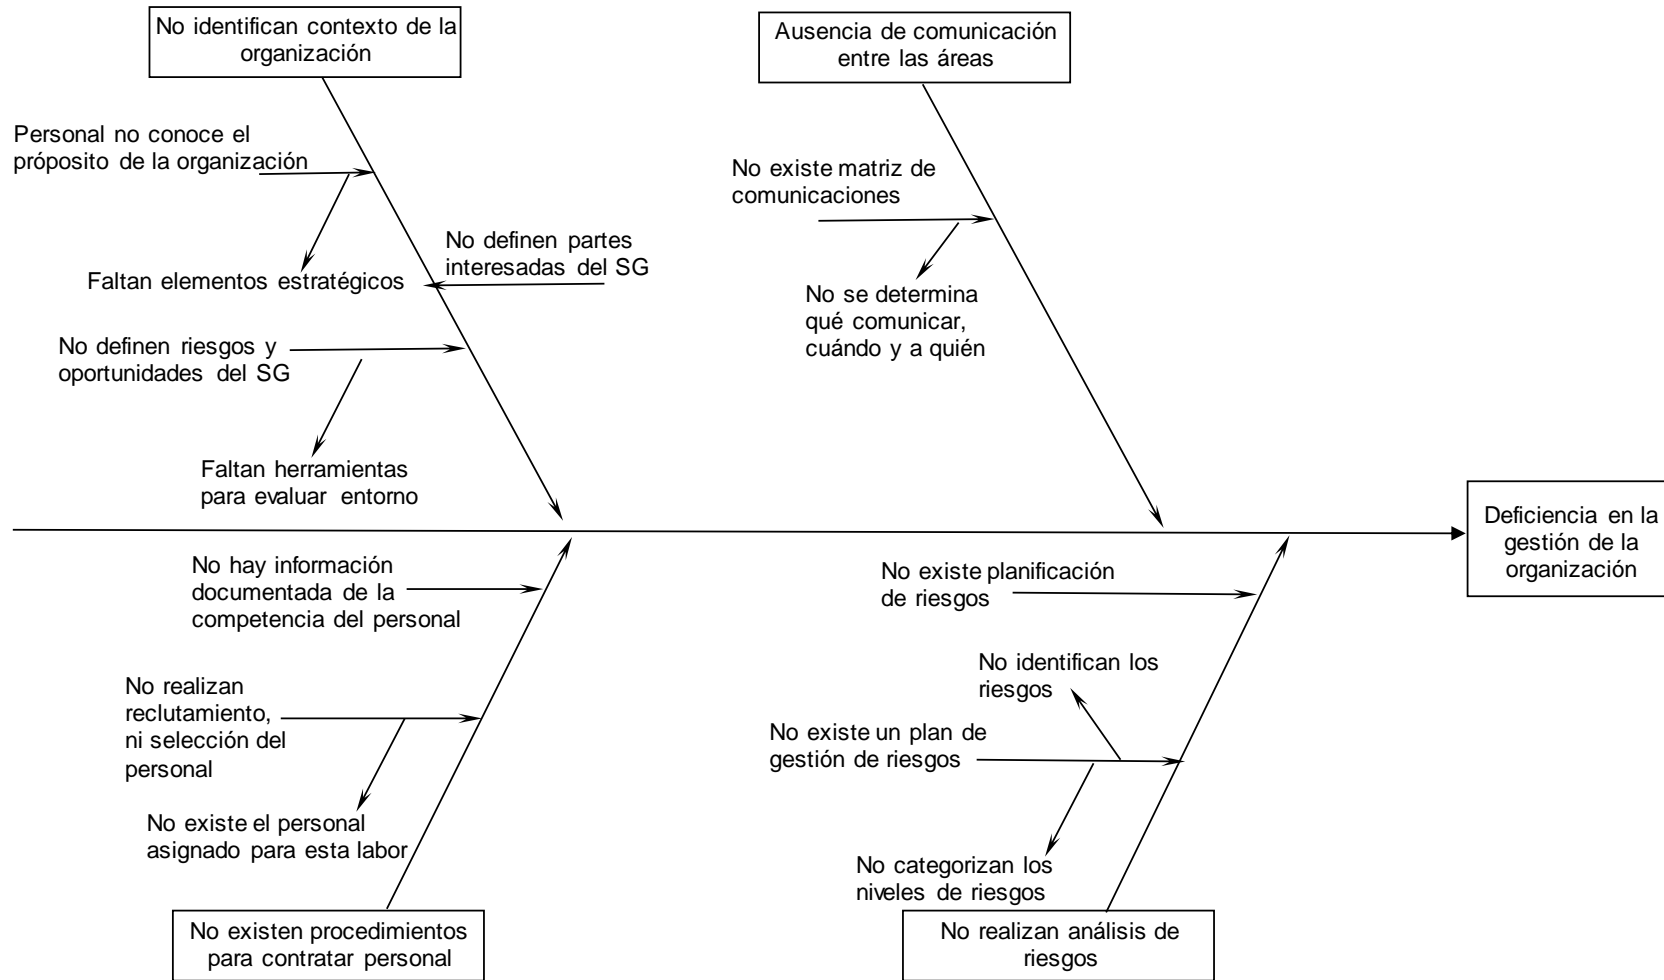 No identifican contexto de la
organización
Ausencia de comunicación
entre las áreas
Personal no conoce el
próposito de la organización
No existe matriz de
comunicaciones
No definen partes
interesadas del SG
Faltan elementos estratégicos
No se determina
qué comunicar,
cuándo y a quién
No definen riesgos y
oportunidades del SG
Faltan herramientas
para evaluar entorno
Deficiencia en la
gestión de la
organización
No hay información
documentada de la
competencia del personal
No existe planificación
de riesgos
No identifican los
riesgos
No realizan
reclutamiento,
ni selección del
personal
No existe un plan de
gestión de riesgos
No existe el personal
asignado para esta labor
No categorizan los
niveles de riesgos
No existen procedimientos
para contratar personal
No realizan análisis de
riesgos